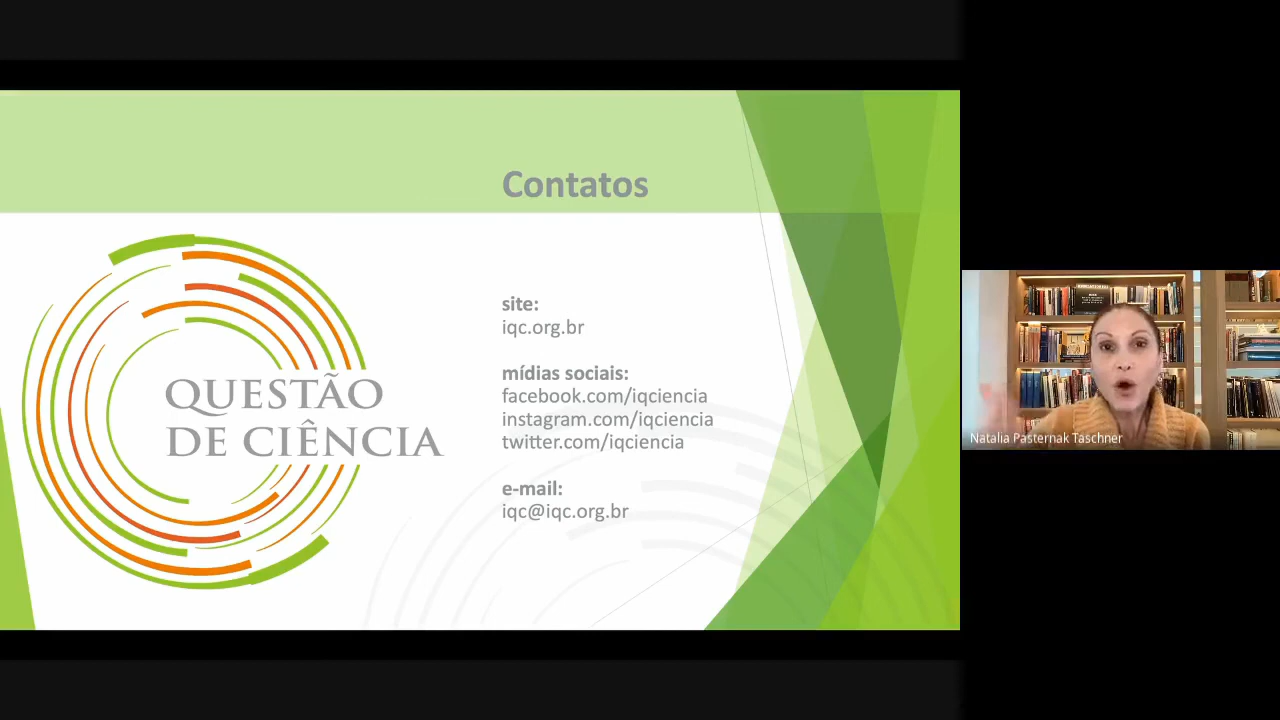 Contatos
QUESTÃO
DE CIÊNCIA
site:
iqc.org.br
mídias sociais:
facebook.com/iqciencia
instagram.com/iqciencia
twitter.com/iqciencia
e-mail:
iqc@iqc.org.br
Natalia Pasternak Taschner